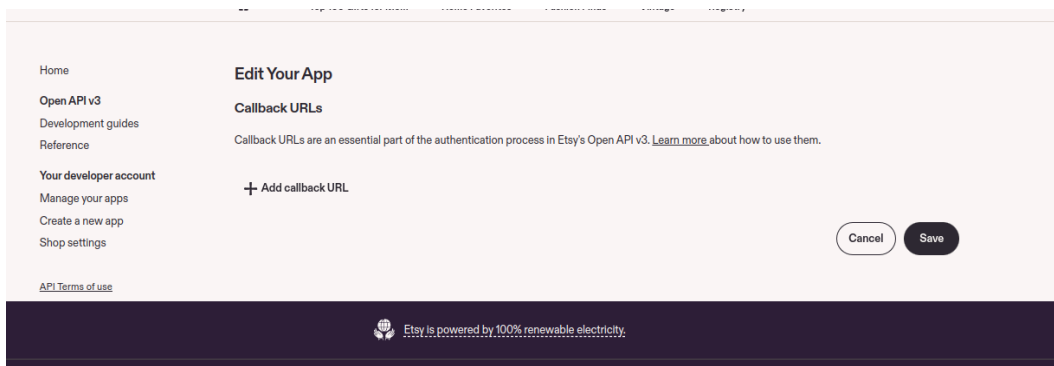 Home
Open API v3
Development guides
Reference
Your developer account
Manage your apps
Create a new app
Shop settings
API Terms of use
Edit Your App
Callback URLs
Callback URLs are an essential part of the authentication process in Etsy's Open API v3. Learn more about how to use them.
+ Add callback URL
Cancel
Save
Etsy is powered by 100% renewable electricity.